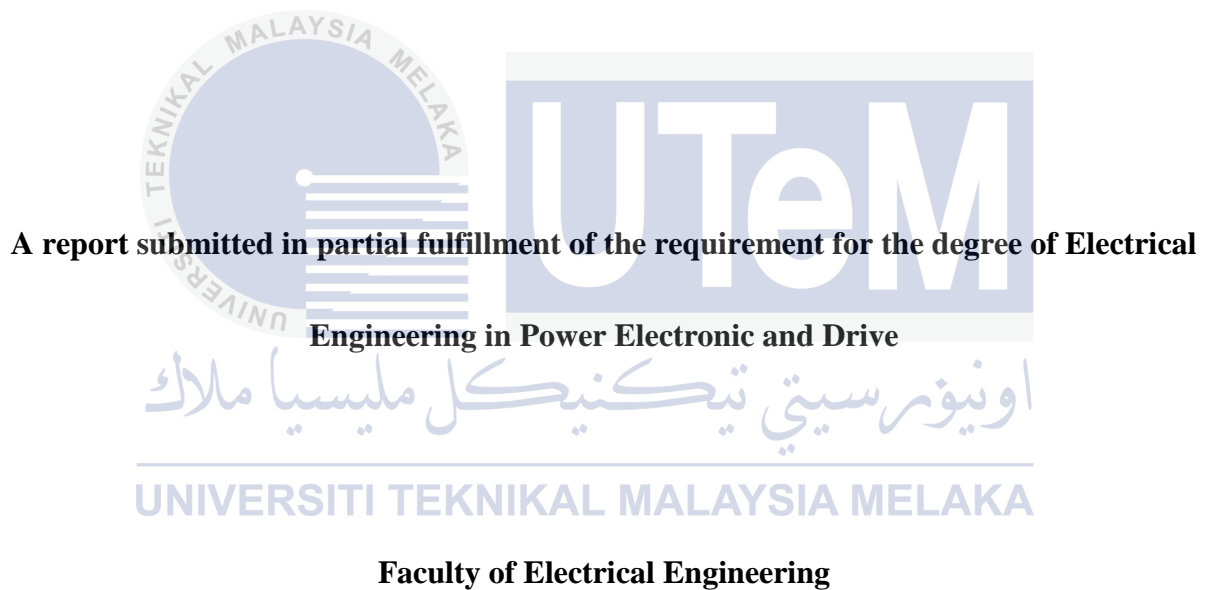 UNIVERSITI TEKNIKAL MALAYSIA MELAKA
UTeM
A report submitted in partial fulfillment of the requirement for the degree of Electrical
Engineering in Power Electronic and Drive
اونيۏرسيتي تيكنيكل مليسيا ملاك
UNIVERSITI TEKNIKAL MALAYSIA MELAKA
Faculty of Electrical Engineering